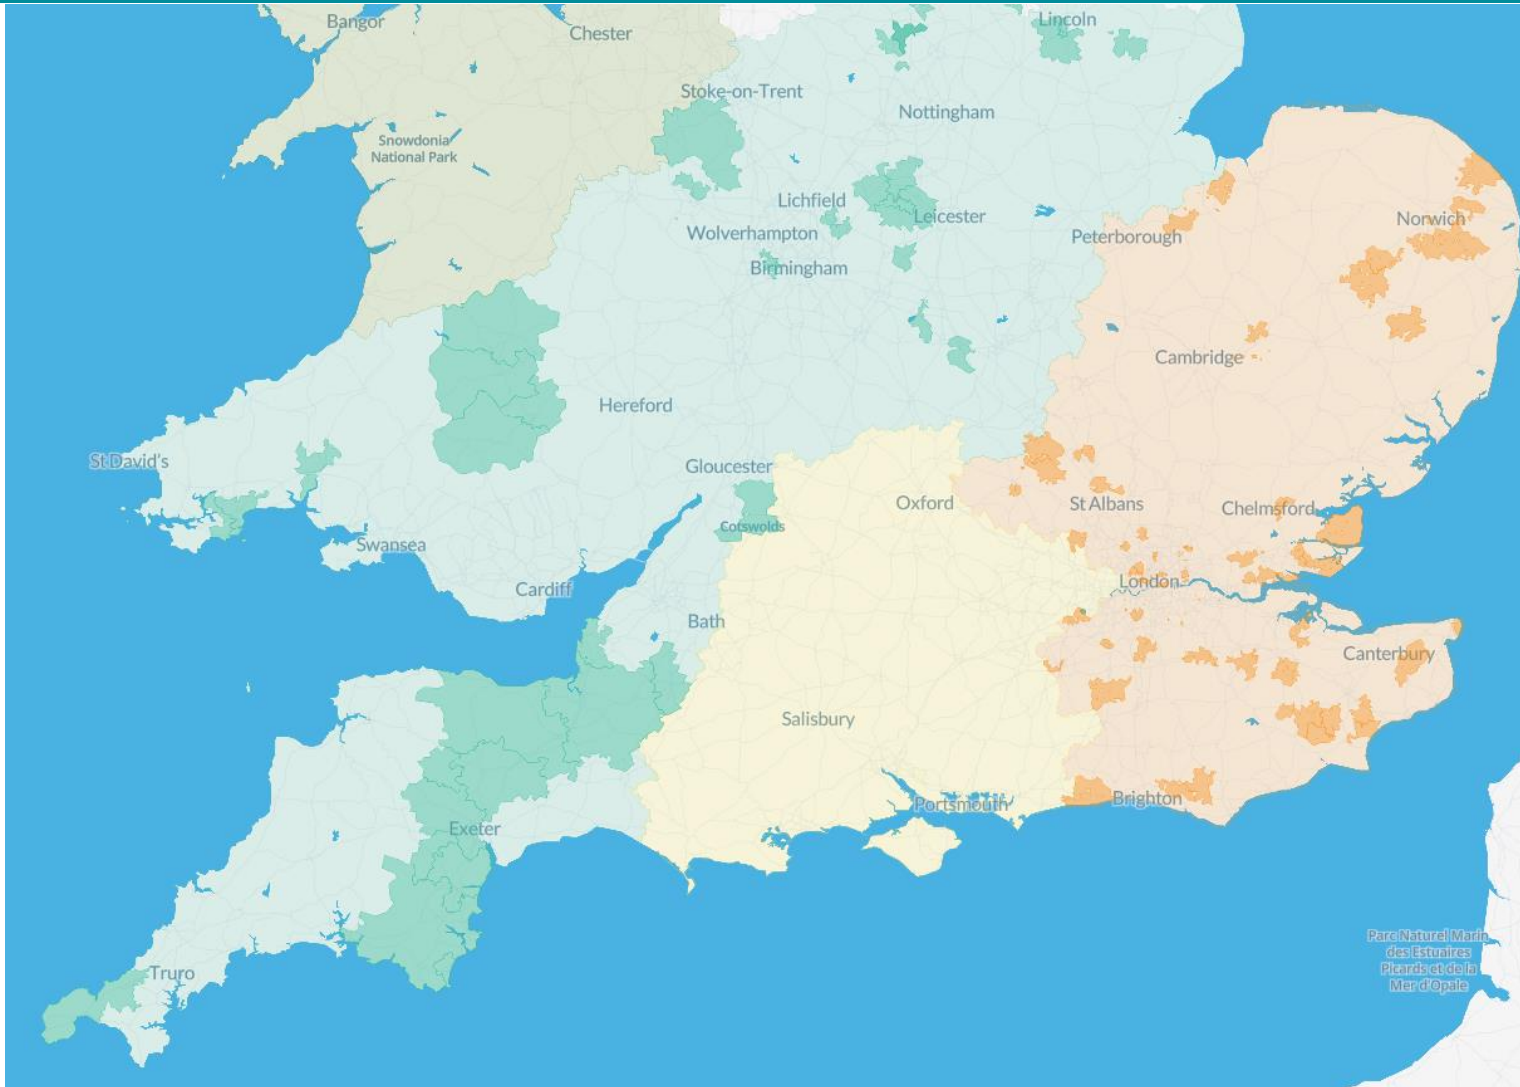 Bangor
Chester
Lincoln
Stoke-on-Trent
Nottingham
Snowdonia
National Park
Lichfield
Leicester
Norwich
Wolverhampton
Peterborough
Birmingham
Cambridge
Hereford
St David's
Gloucester
Oxford
St Albans
Chelmsford
Cotswolds
Swansea
Cardiff
London
Bath
Canterbury
Salisbury
Portsmouth
Brighton
Exeter
Parc Naturel Marin
des Estuaires
Picards et de la
Mer d'Opale
Truro